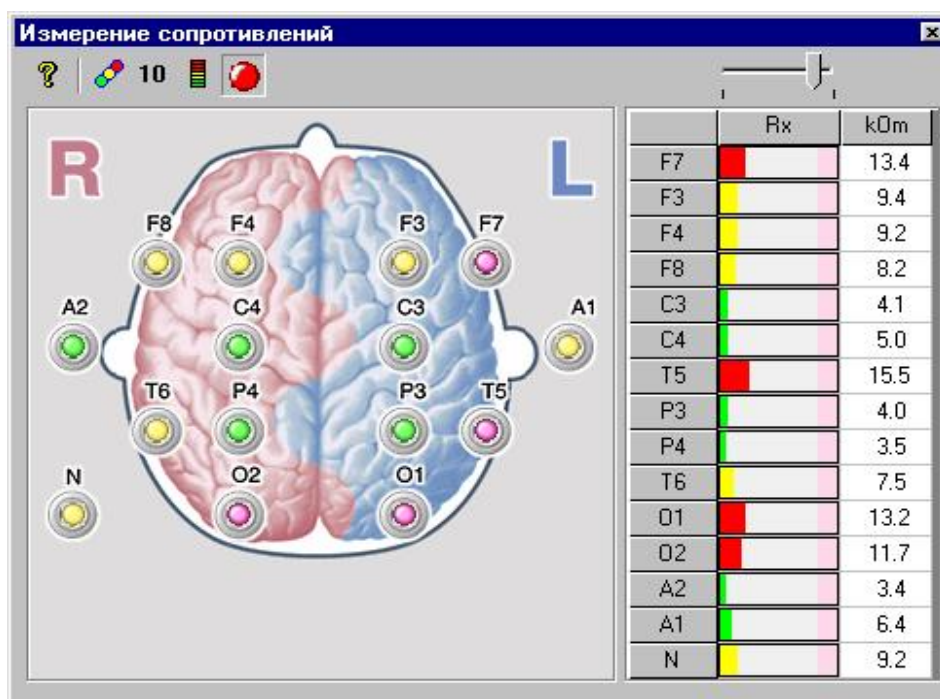 Измерение сопротивлений
10
R L
F8 F4 F3 F7
A2 C4 C3 A1
T6 P4 P3 T5
N O2 O1
Rx kOm
F7 13.4
F3 9.4
F4 9.2
F8 8.2
C3 4.1
C4 5.0
T5 15.5
P3 4.0
P4 3.5
T6 7.5
O1 13.2
O2 11.7
A2 3.4
A1 6.4
N 9.2